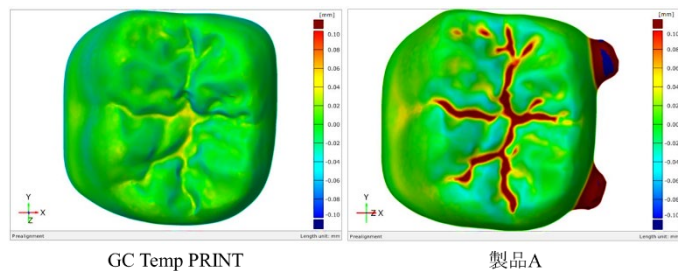 [mm]
0.10
0.08
0.06
0.04
0.02
0.00
-0.02
-0.04
-0.06
-0.08
-0.10
Y
Z
X
Prealignment
Length unit: mm
GC Temp PRINT
[mm]
0.10
0.08
0.06
0.04
0.02
0.00
-0.02
-0.04
-0.06
-0.08
-0.10
Y
Z
X
Prealignment
Length unit: mm
製品A